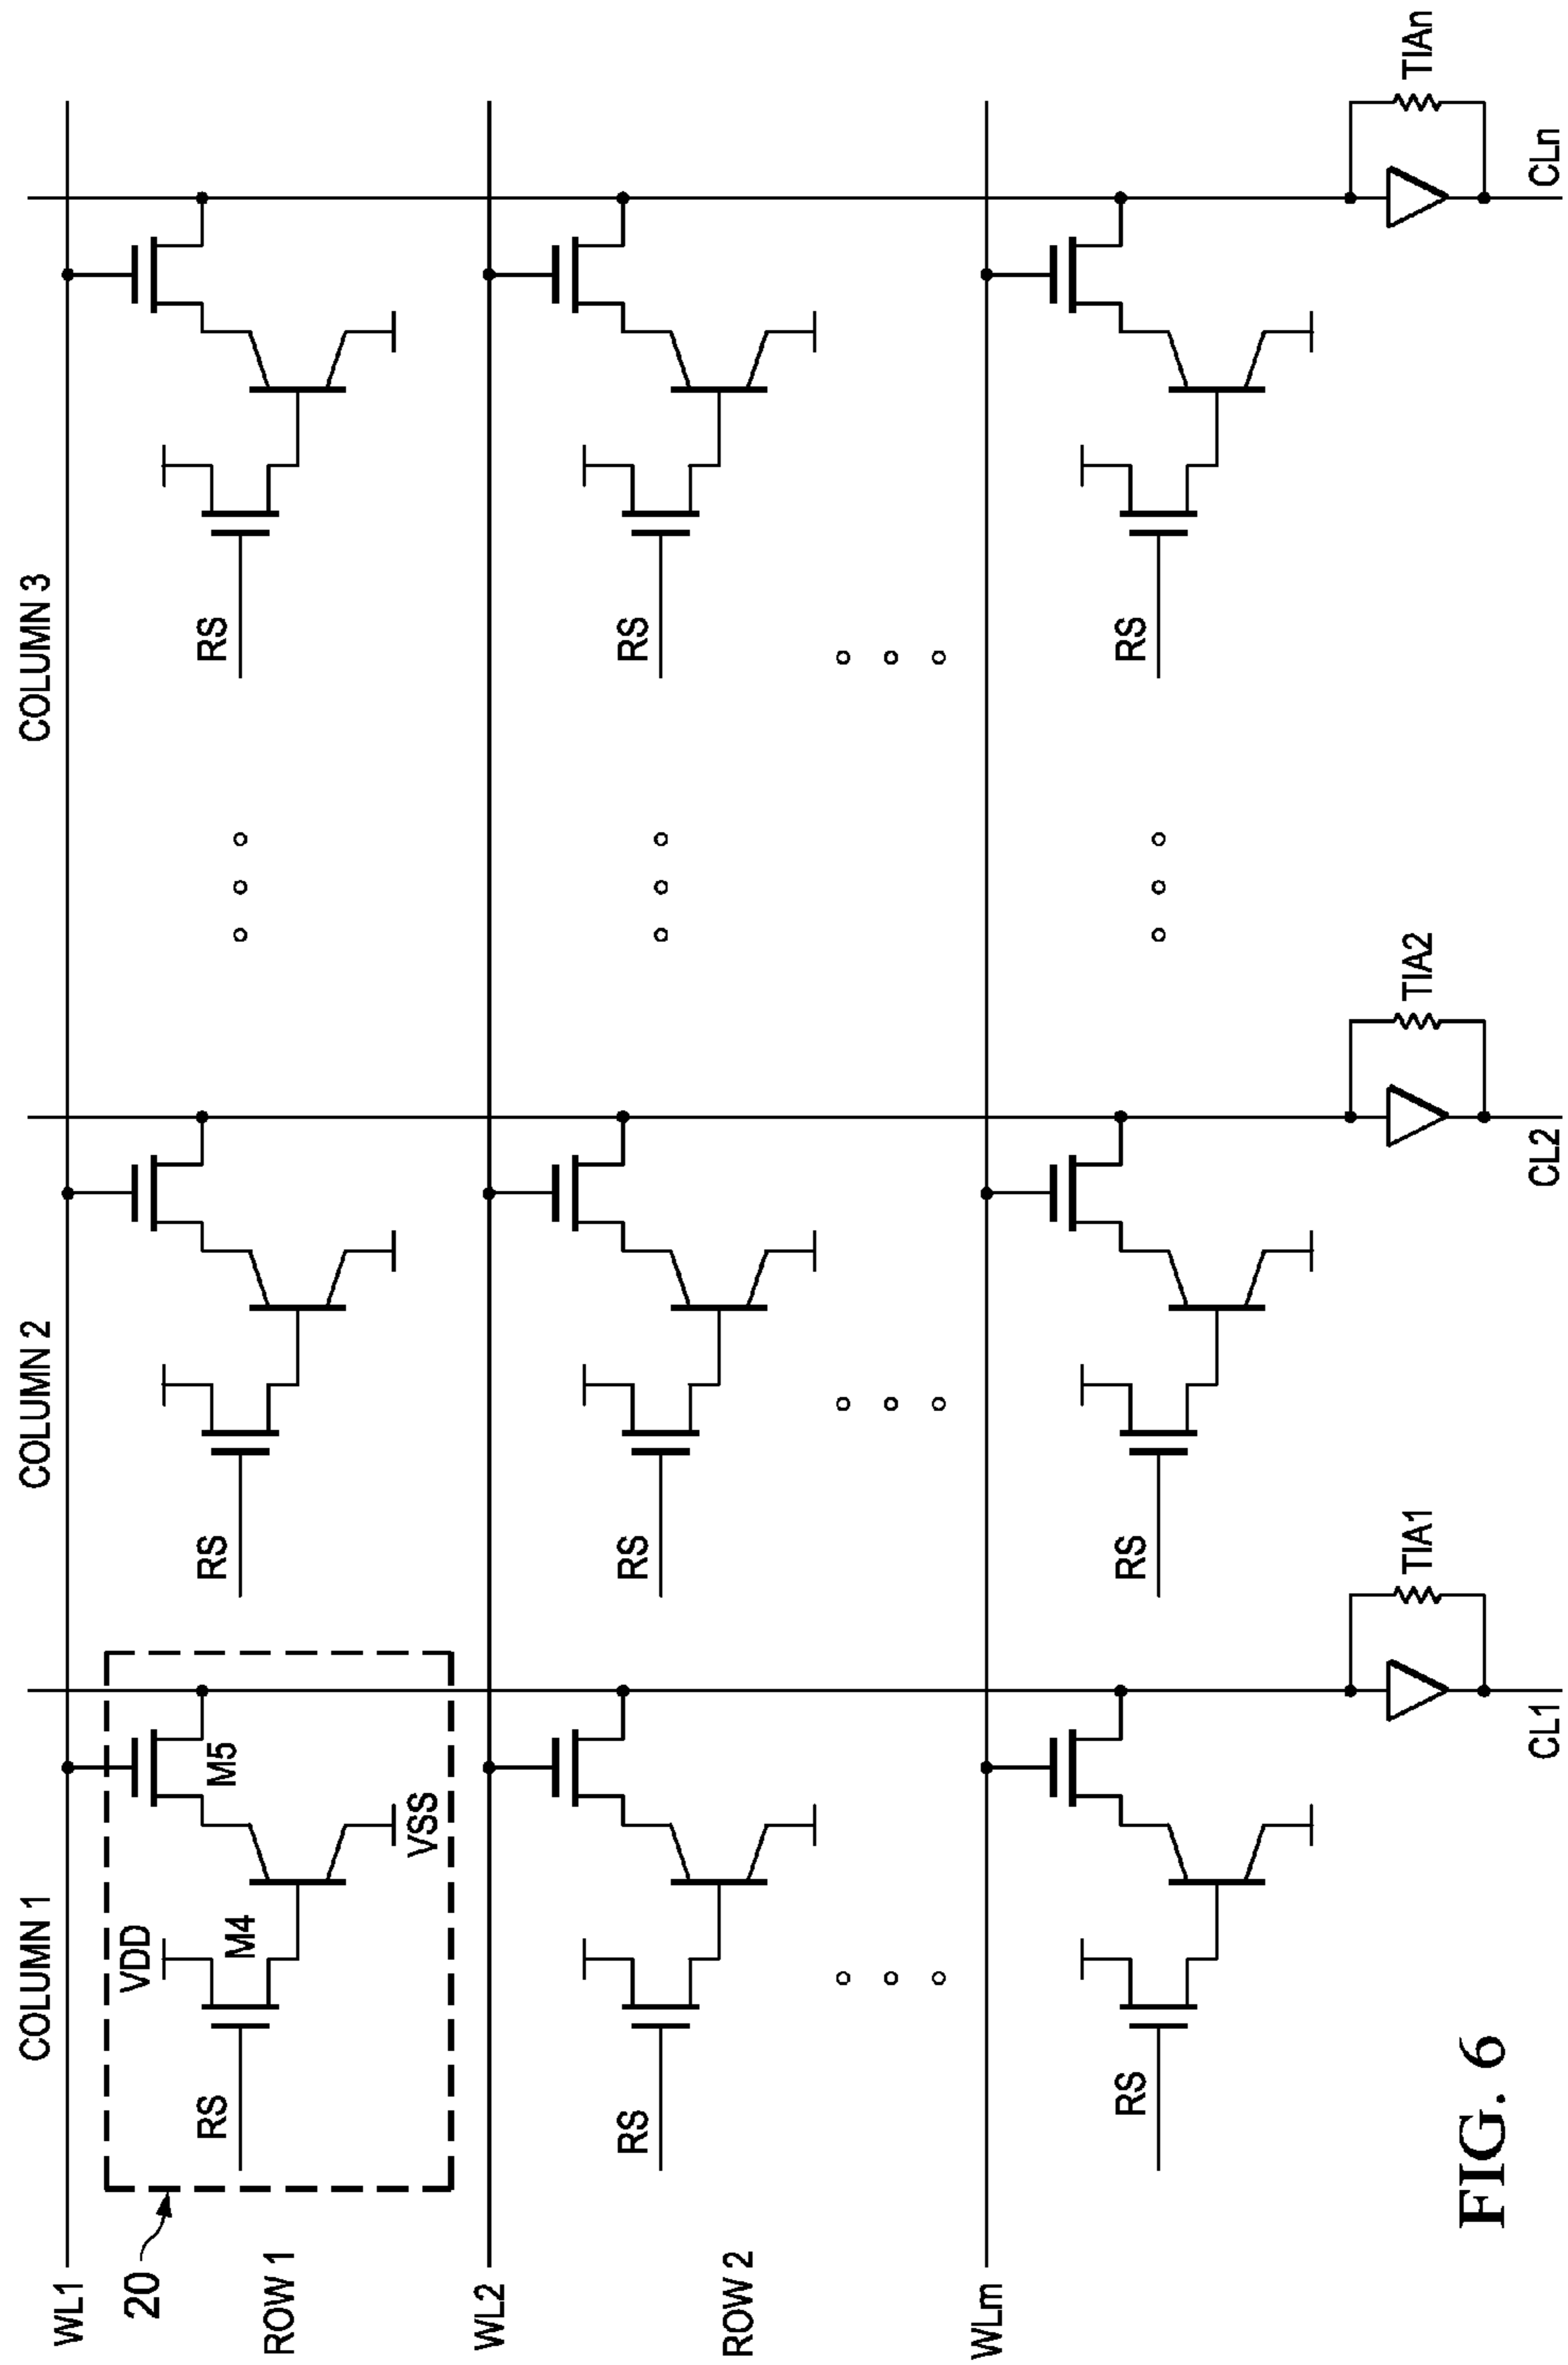 COLUMN 1 COLUMN 2 COLUMN 3
WL1
20
VDD
M5
RS M4 RS RS
VSS
ROW 1
WL2
RS RS RS
ROW 2
WLm
RS RS RS
TIA1 TIA2 TIAn
CL1 CL2 CLn
FIG. 6